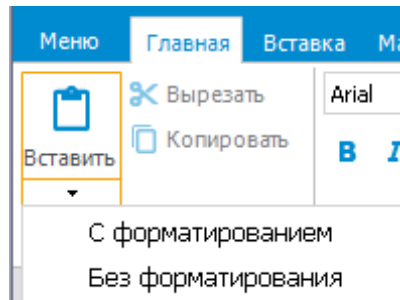 Меню Главная Вставка
Вырезать Arial
Вставить Копировать B I
С форматированием
Без форматирования